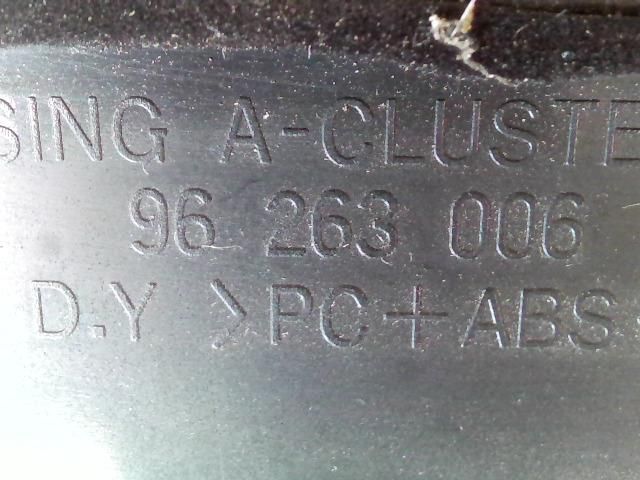 SING A-CLUSTE
96 263 006
D.Y >PC+ABS